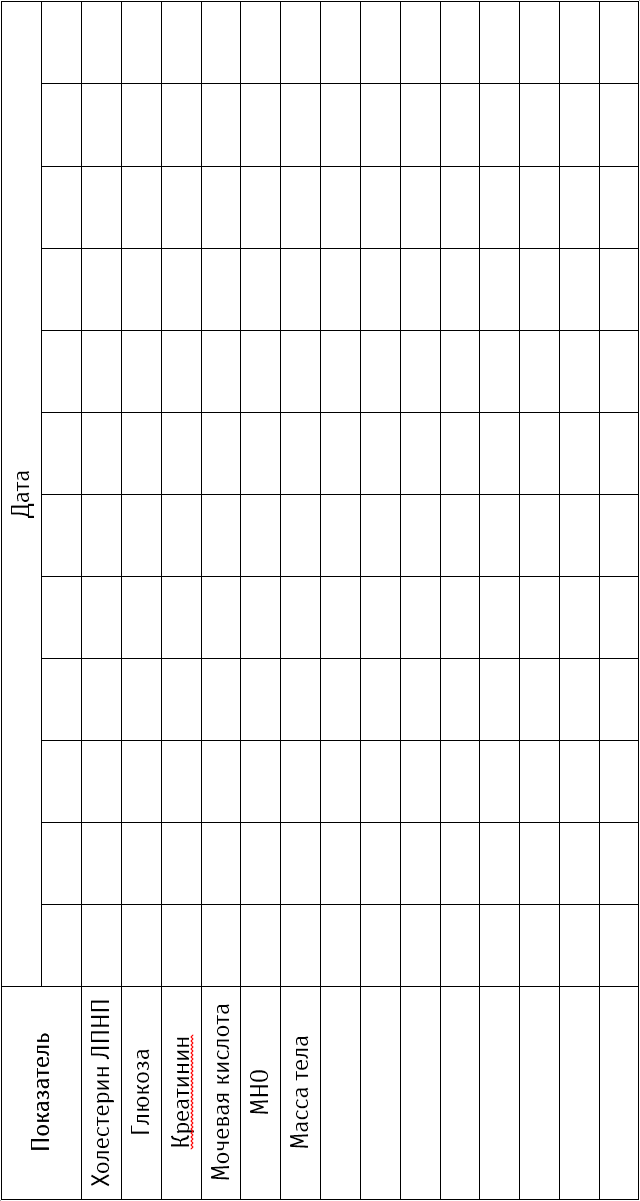 Показатель
Дата
Холестерин ЛПНП
Глюкоза
Креатинин
Мочевая кислота
МНО
Масса тела